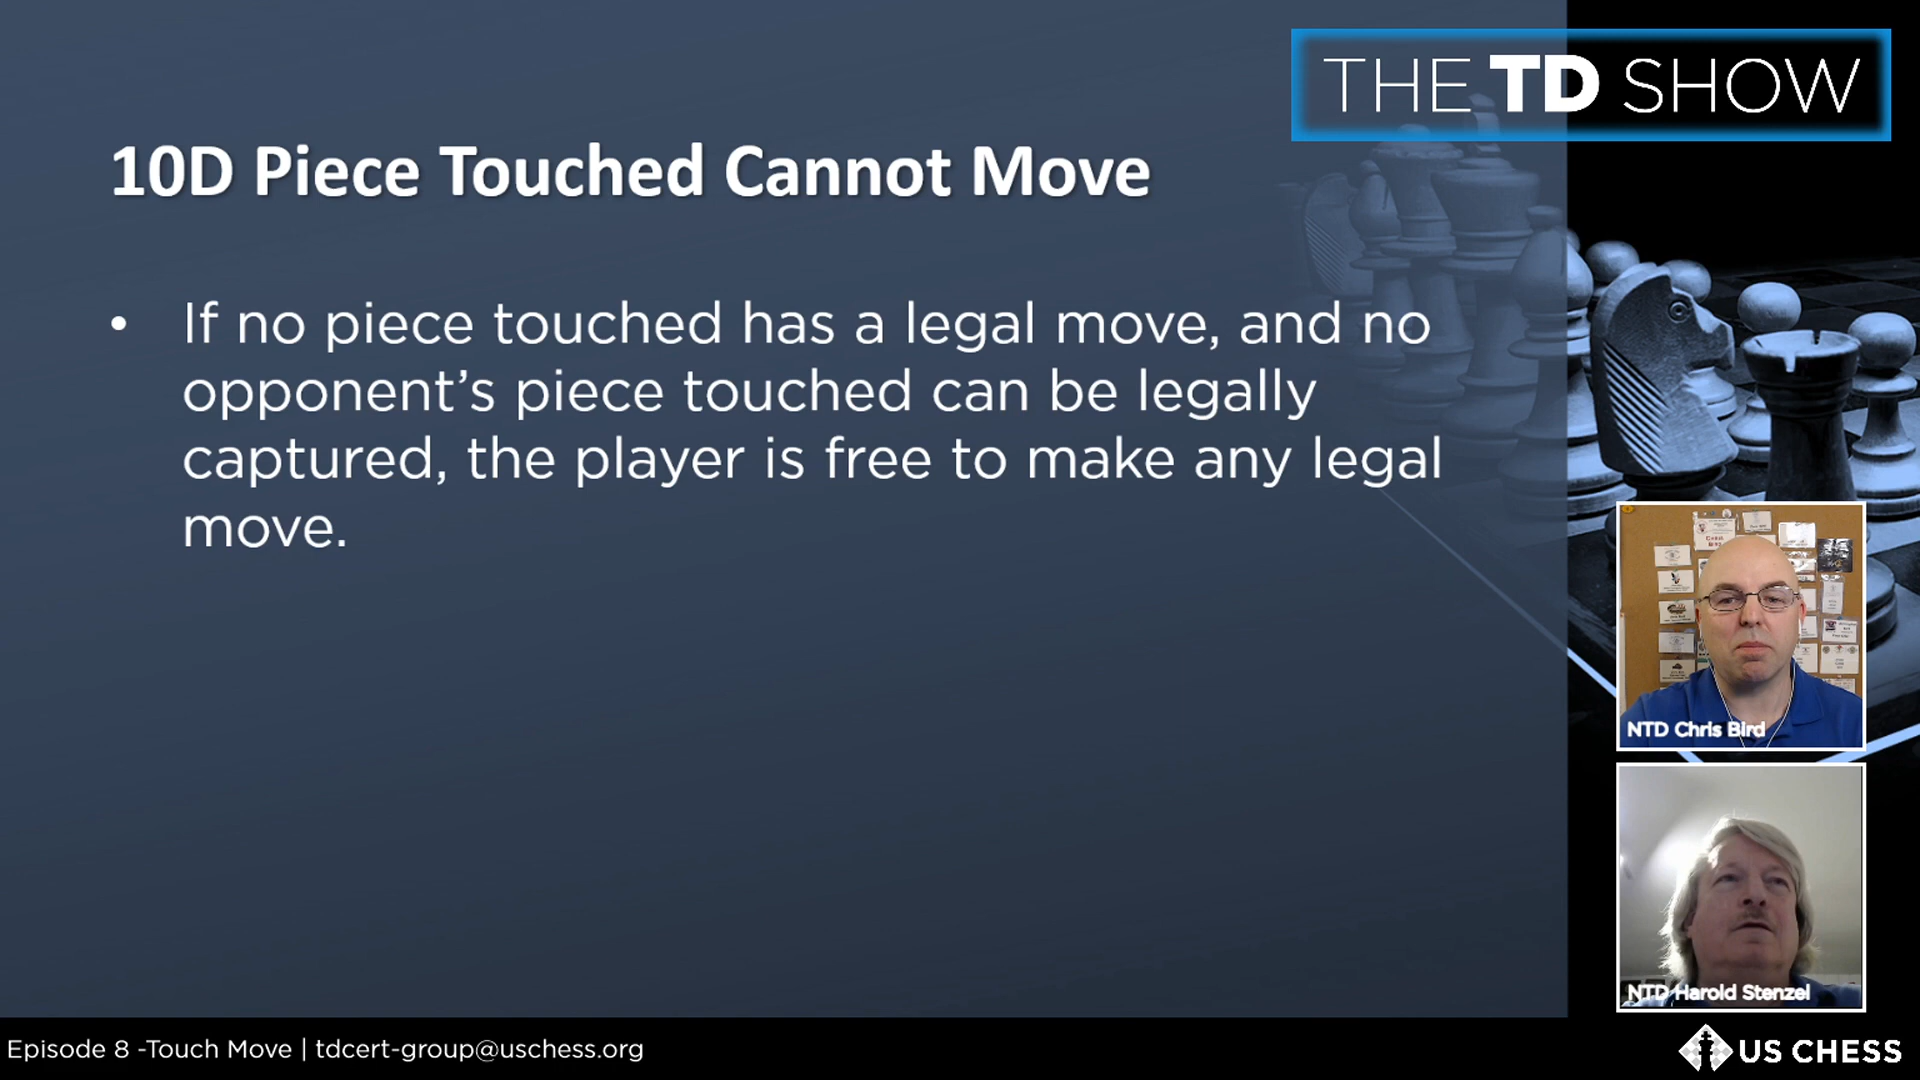 THE TD SHOW
10D Piece Touched Cannot Move
• If no piece touched has a legal move, and no
opponent’s piece touched can be legally
captured, the player is free to make any legal
move.
NTD Chris Bird
NTD Harold Stenzel
Episode 8 -Touch Move | tdcert-group@uschess.org
US CHESS